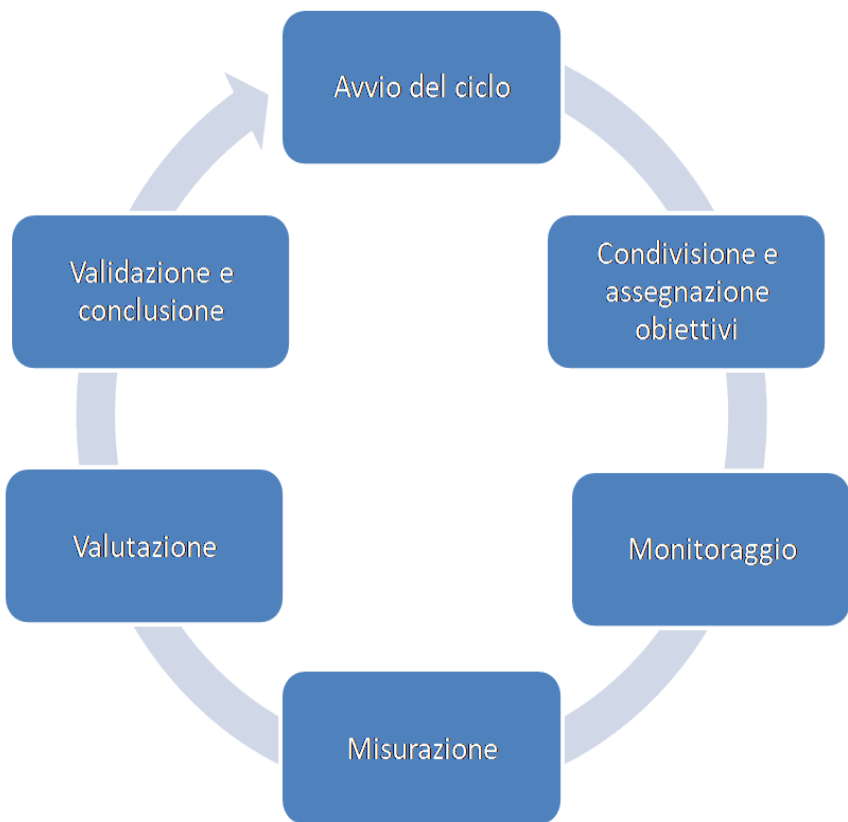 Avvio del ciclo
Condivisione e
assegnazione
obiettivi
Monitoraggio
Misurazione
Valutazione
Validazione e
conclusione